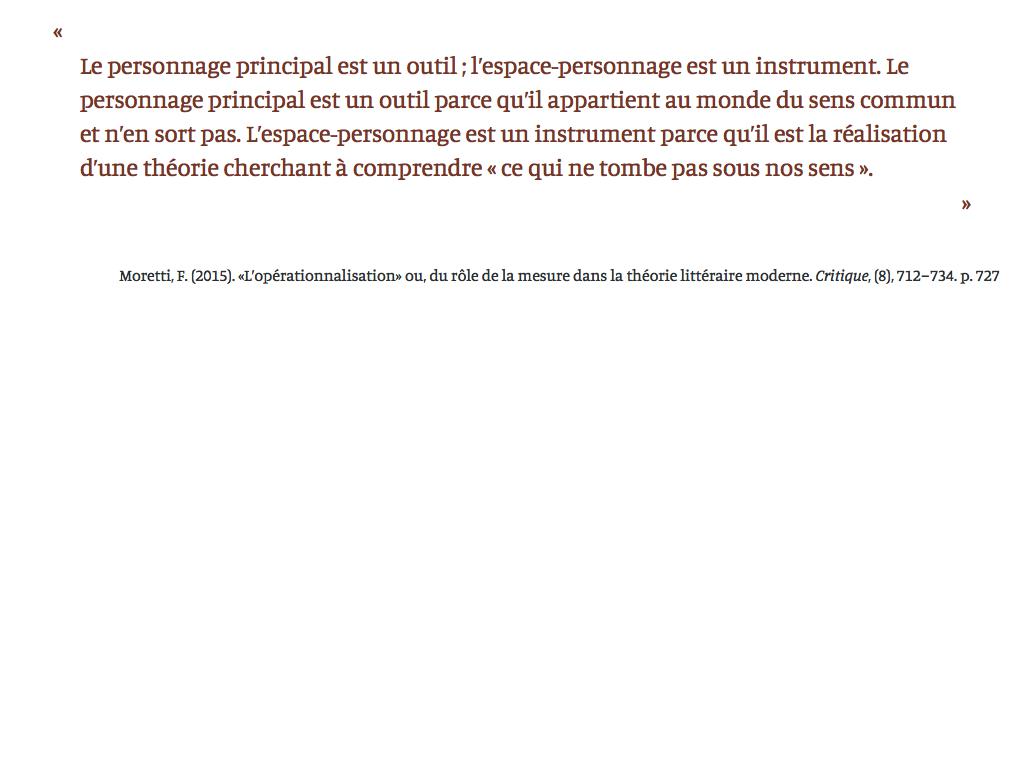 «
Le personnage principal est un outil ; l’espace-personnage est un instrument. Le
personnage principal est un outil parce qu’il appartient au monde du sens commun
et n’en sort pas. L’espace-personnage est un instrument parce qu’il est la réalisation
d’une théorie cherchant à comprendre « ce qui ne tombe pas sous nos sens ».
»
Moretti, F. (2015). «L’opérationnalisation» ou, du rôle de la mesure dans la théorie littéraire moderne. Critique, (8), 712–734. p. 727